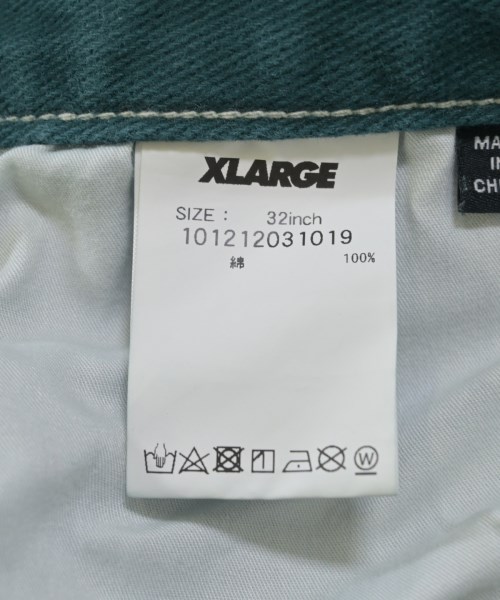 XLARGE
SIZE : 32inch
101212031019
綿 100%
W
MA
IN
CH